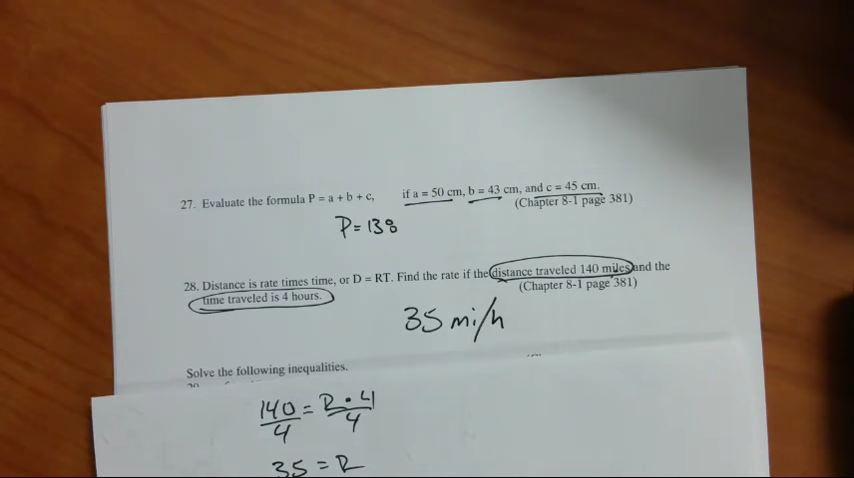 27. Evaluate the formula P = a + b + c, if a = 50 cm, b = 43 cm, and c = 45 cm.
(Chapter 8-1 page 381)
P = 138
28. Distance is rate times time, or D = RT. Find the rate if the distance traveled 140 miles and the
time traveled is 4 hours. (Chapter 8-1 page 381)
35 mi/h
Solve the following inequalities.
140/4 = R • 4/4
35 = R